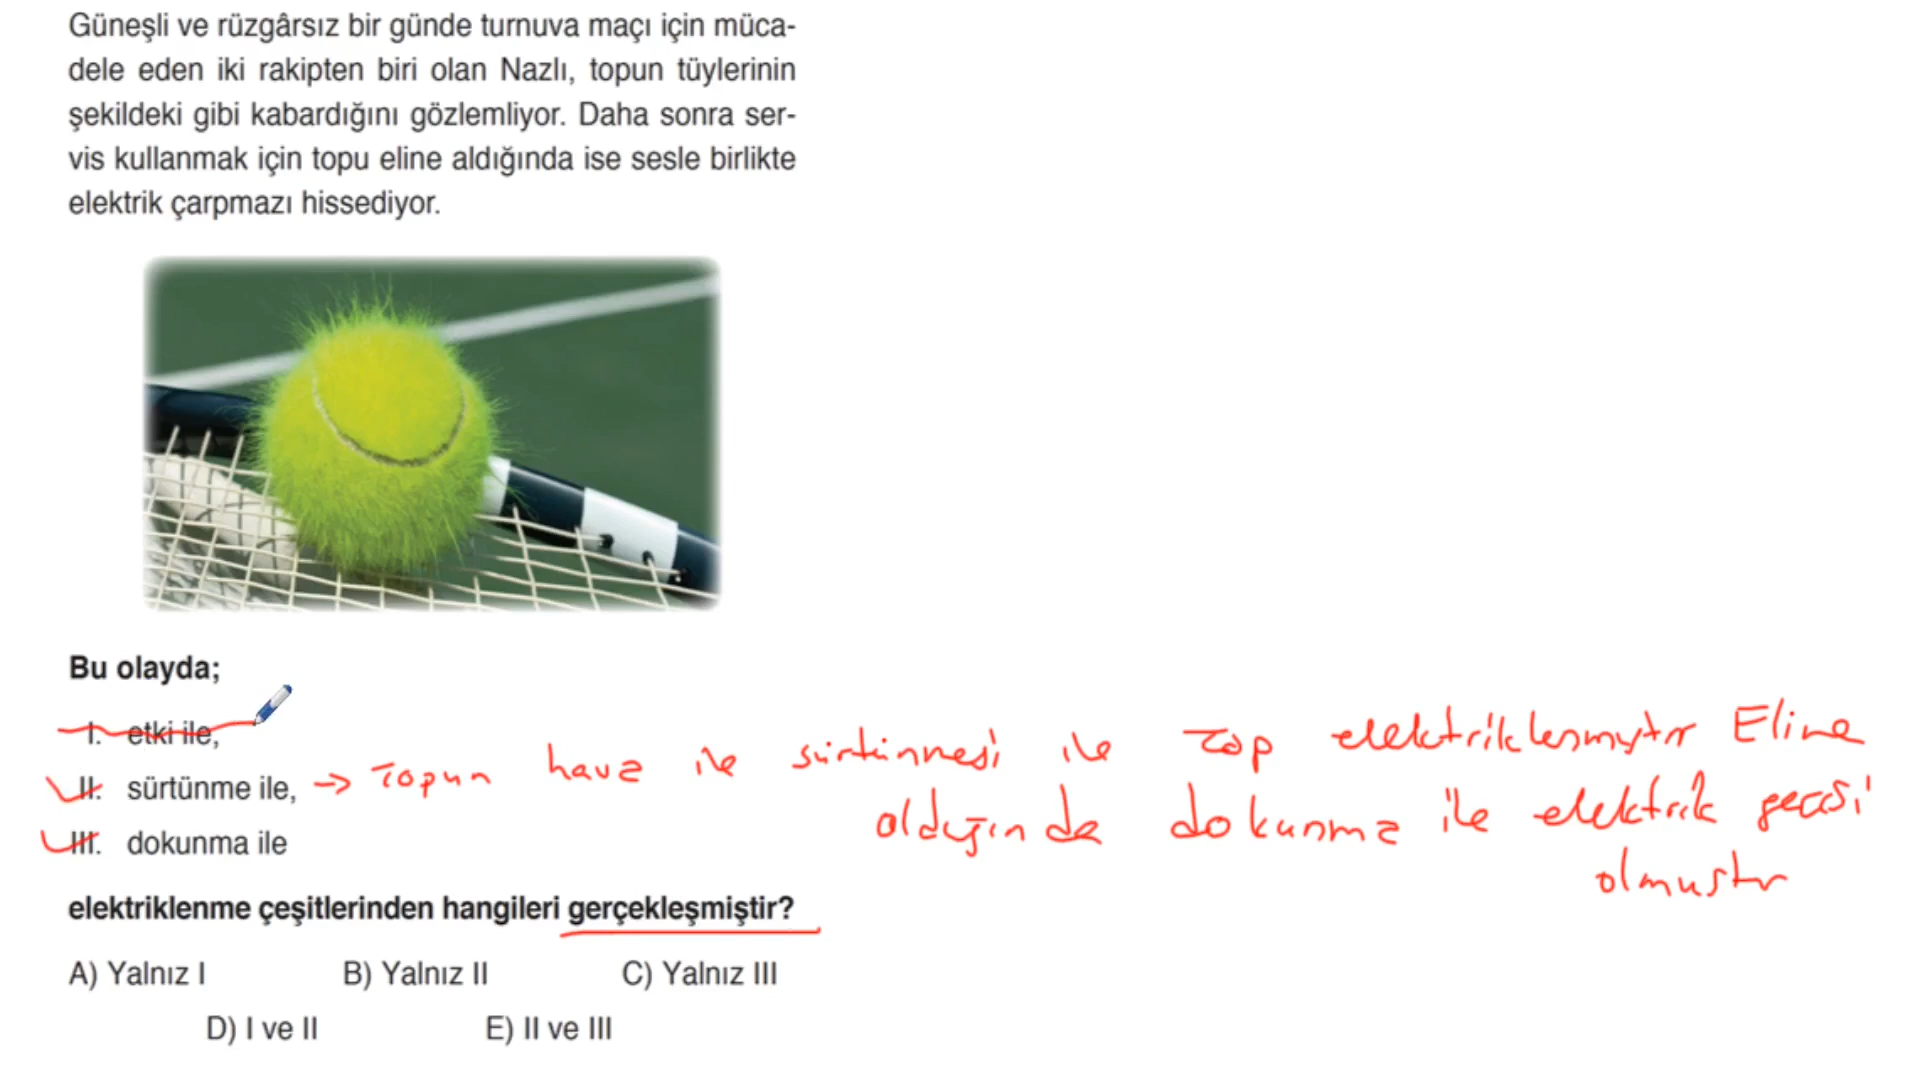 Güneşli ve rüzgârsız bir günde turnuva maçı için müca-
dele eden iki rakipten biri olan Nazlı, topun tüylerinin
şekildeki gibi kabardığını gözlemliyor. Daha sonra ser-
vis kullanmak için topu eline aldığında ise sesle birlikte
elektrik çarpmazı hissediyor.
Bu olayda;
I. etki ile,
II. sürtünme ile, → Topun hava ile sürtünmesi ile Top elektriklenmiştir Eline
olduğında dokunma ile elektrik geçişi
olmuştr
III. dokunma ile
elektriklenme çeşitlerinden hangileri gerçekleşmiştir?
A) Yalnız I B) Yalnız II C) Yalnız III
D) I ve II E) II ve III